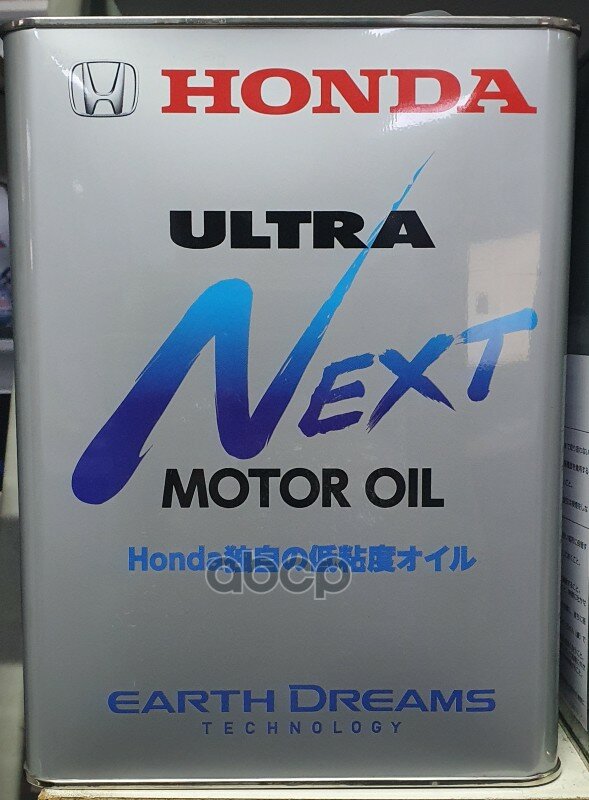 HONDA
ULTRA
NEXT
MOTOR OIL
Honda独自の低粘度オイル
abcp
EARTH DREAMS
TECHNOLOGY